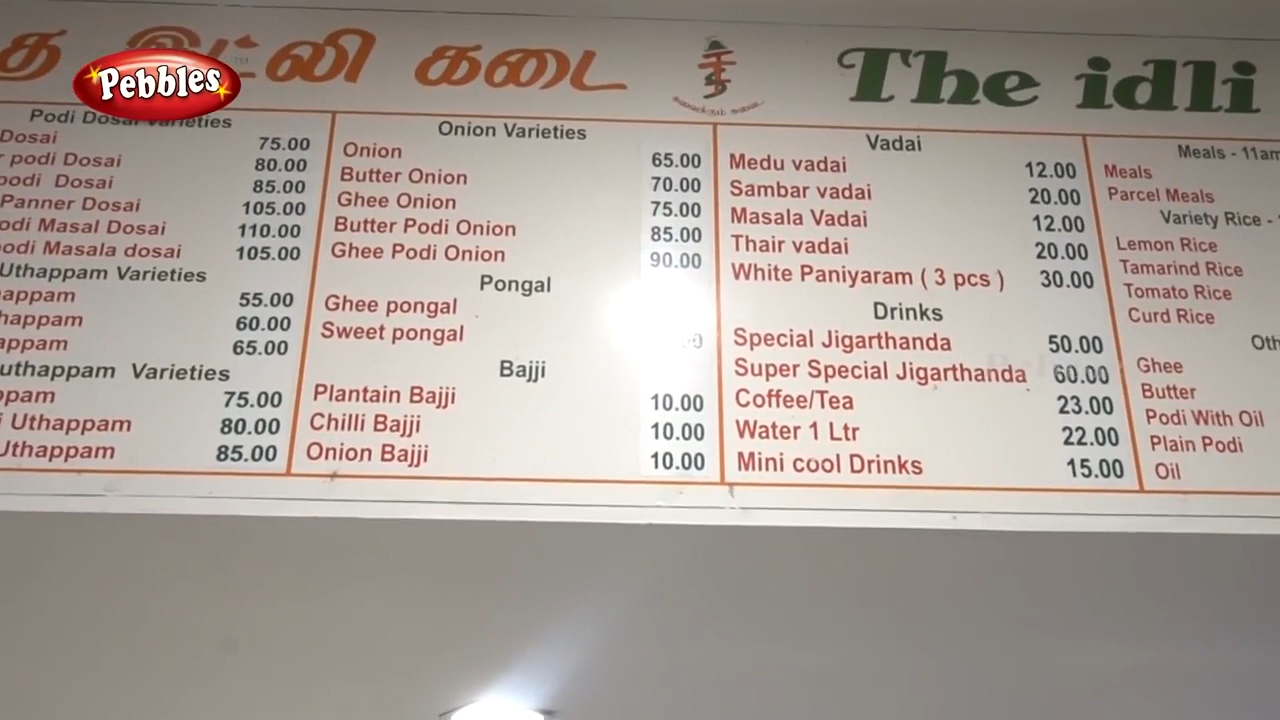 இட்லி கடை The idli
Pebbles
Podi Dosai Varieties
Dosai 75.00
podi Dosai 80.00
podi Dosai 85.00
Panner Dosai 105.00
Masal Dosai 110.00
Masala dosai 105.00
Uthappam Varieties
55.00
60.00
65.00
Varieties
75.00
Uthappam 80.00
Uthappam 85.00
Onion Varieties
Onion 65.00
Butter Onion 70.00
Ghee Onion 75.00
Butter Podi Onion 85.00
Ghee Podi Onion 90.00
Pongal
Ghee pongal
Sweet pongal
Bajji
Plantain Bajji 10.00
Chilli Bajji 10.00
Onion Bajji 10.00
Vadai
Medu vadai 12.00
Sambar vadai 20.00
Masala Vadai 12.00
Thair vadai 20.00
White Paniyaram ( 3 pcs ) 30.00
Drinks
Special Jigarthanda 50.00
Super Special Jigarthanda 60.00
Coffee/Tea 23.00
Water 1 Ltr 22.00
Mini cool Drinks 15.00
Meals - 11am
Meals
Parcel Meals
Variety Rice -
Lemon Rice
Tamarind Rice
Tomato Rice
Curd Rice
Ghee
Butter
Podi With Oil
Plain Podi
Oil